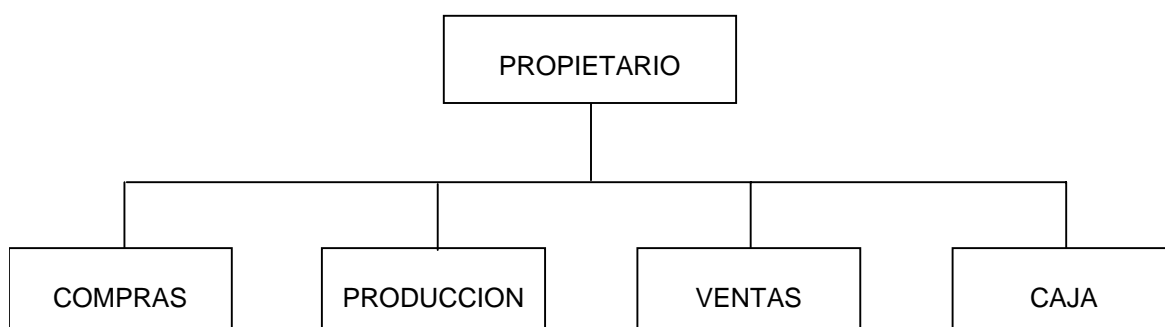 PROPIETARIO
COMPRAS
PRODUCCION
VENTAS
CAJA